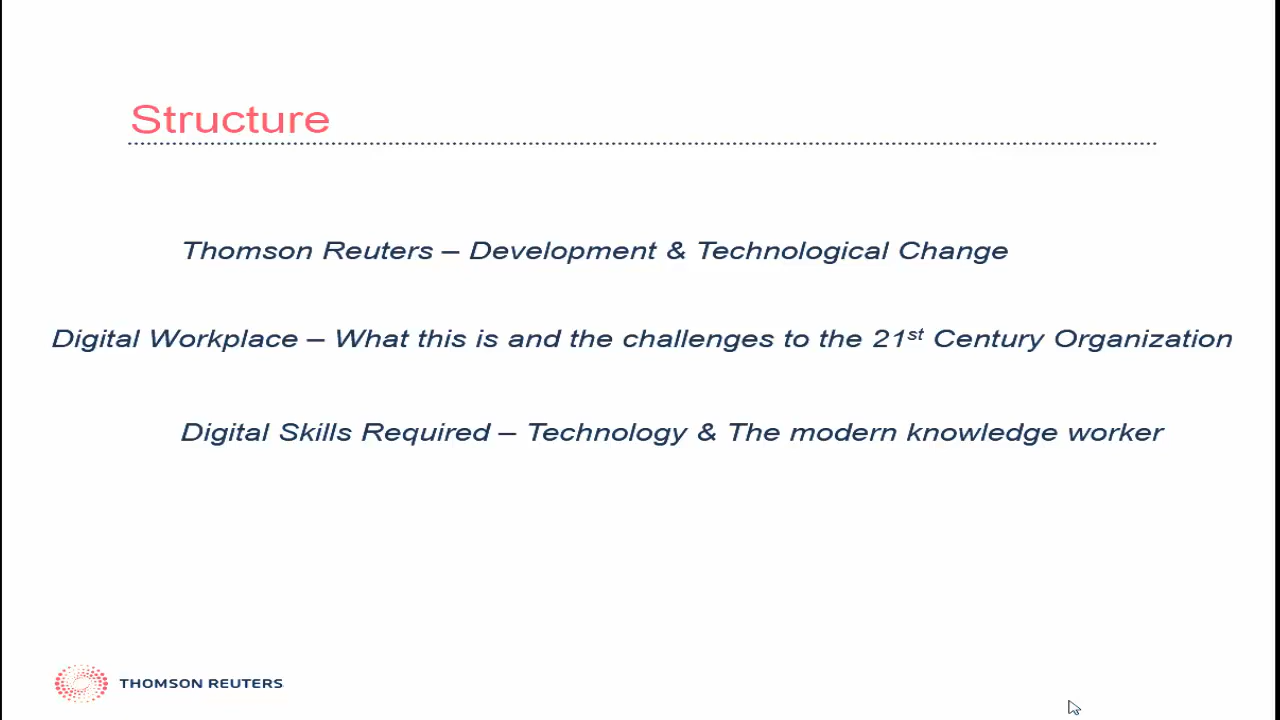 Structure
Thomson Reuters – Development & Technological Change
Digital Workplace – What this is and the challenges to the 21st Century Organization
Digital Skills Required – Technology & The modern knowledge worker
THOMSON REUTERS